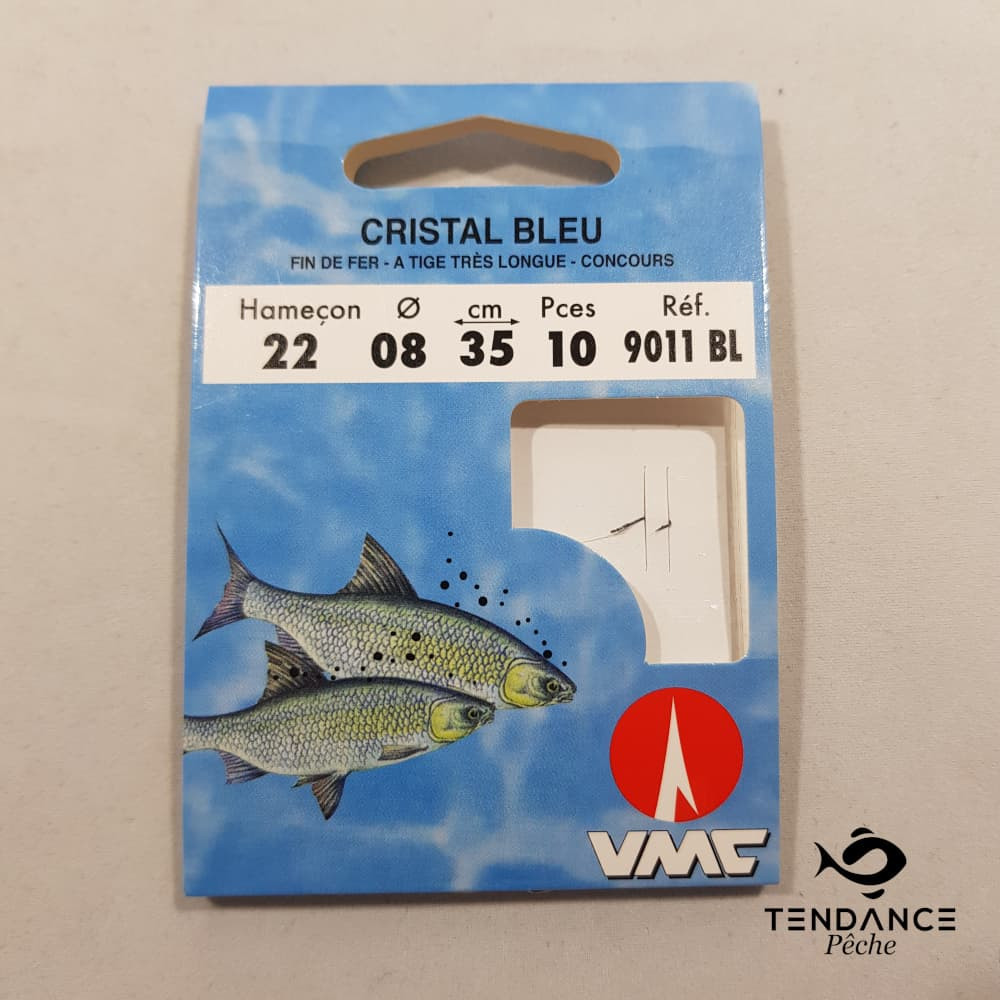 CRISTAL BLEU
FIN DE FER - A TIGE TRÈS LONGUE - CONCOURS
Hameçon Ø cm Pces Réf.
22 08 35 10 9011 BL
VMC
TENDANCE
Pêche